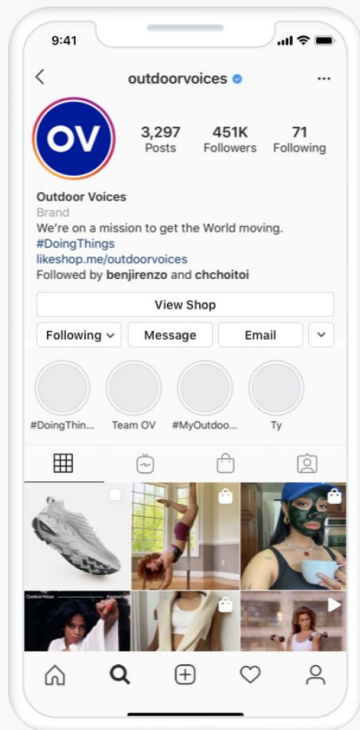 9:41
outdoorvoices
OV
3,297 451K 71
Posts Followers Following
Outdoor Voices
Brand
We're on a mission to get the World moving.
#DoingThings
likeshop.me/outdoorvoices
Followed by benjirenzo and chchoitoi
View Shop
Following Message Email
#DoingThin... Team OV #MyOutdoo... Ty
Outdoor Voices